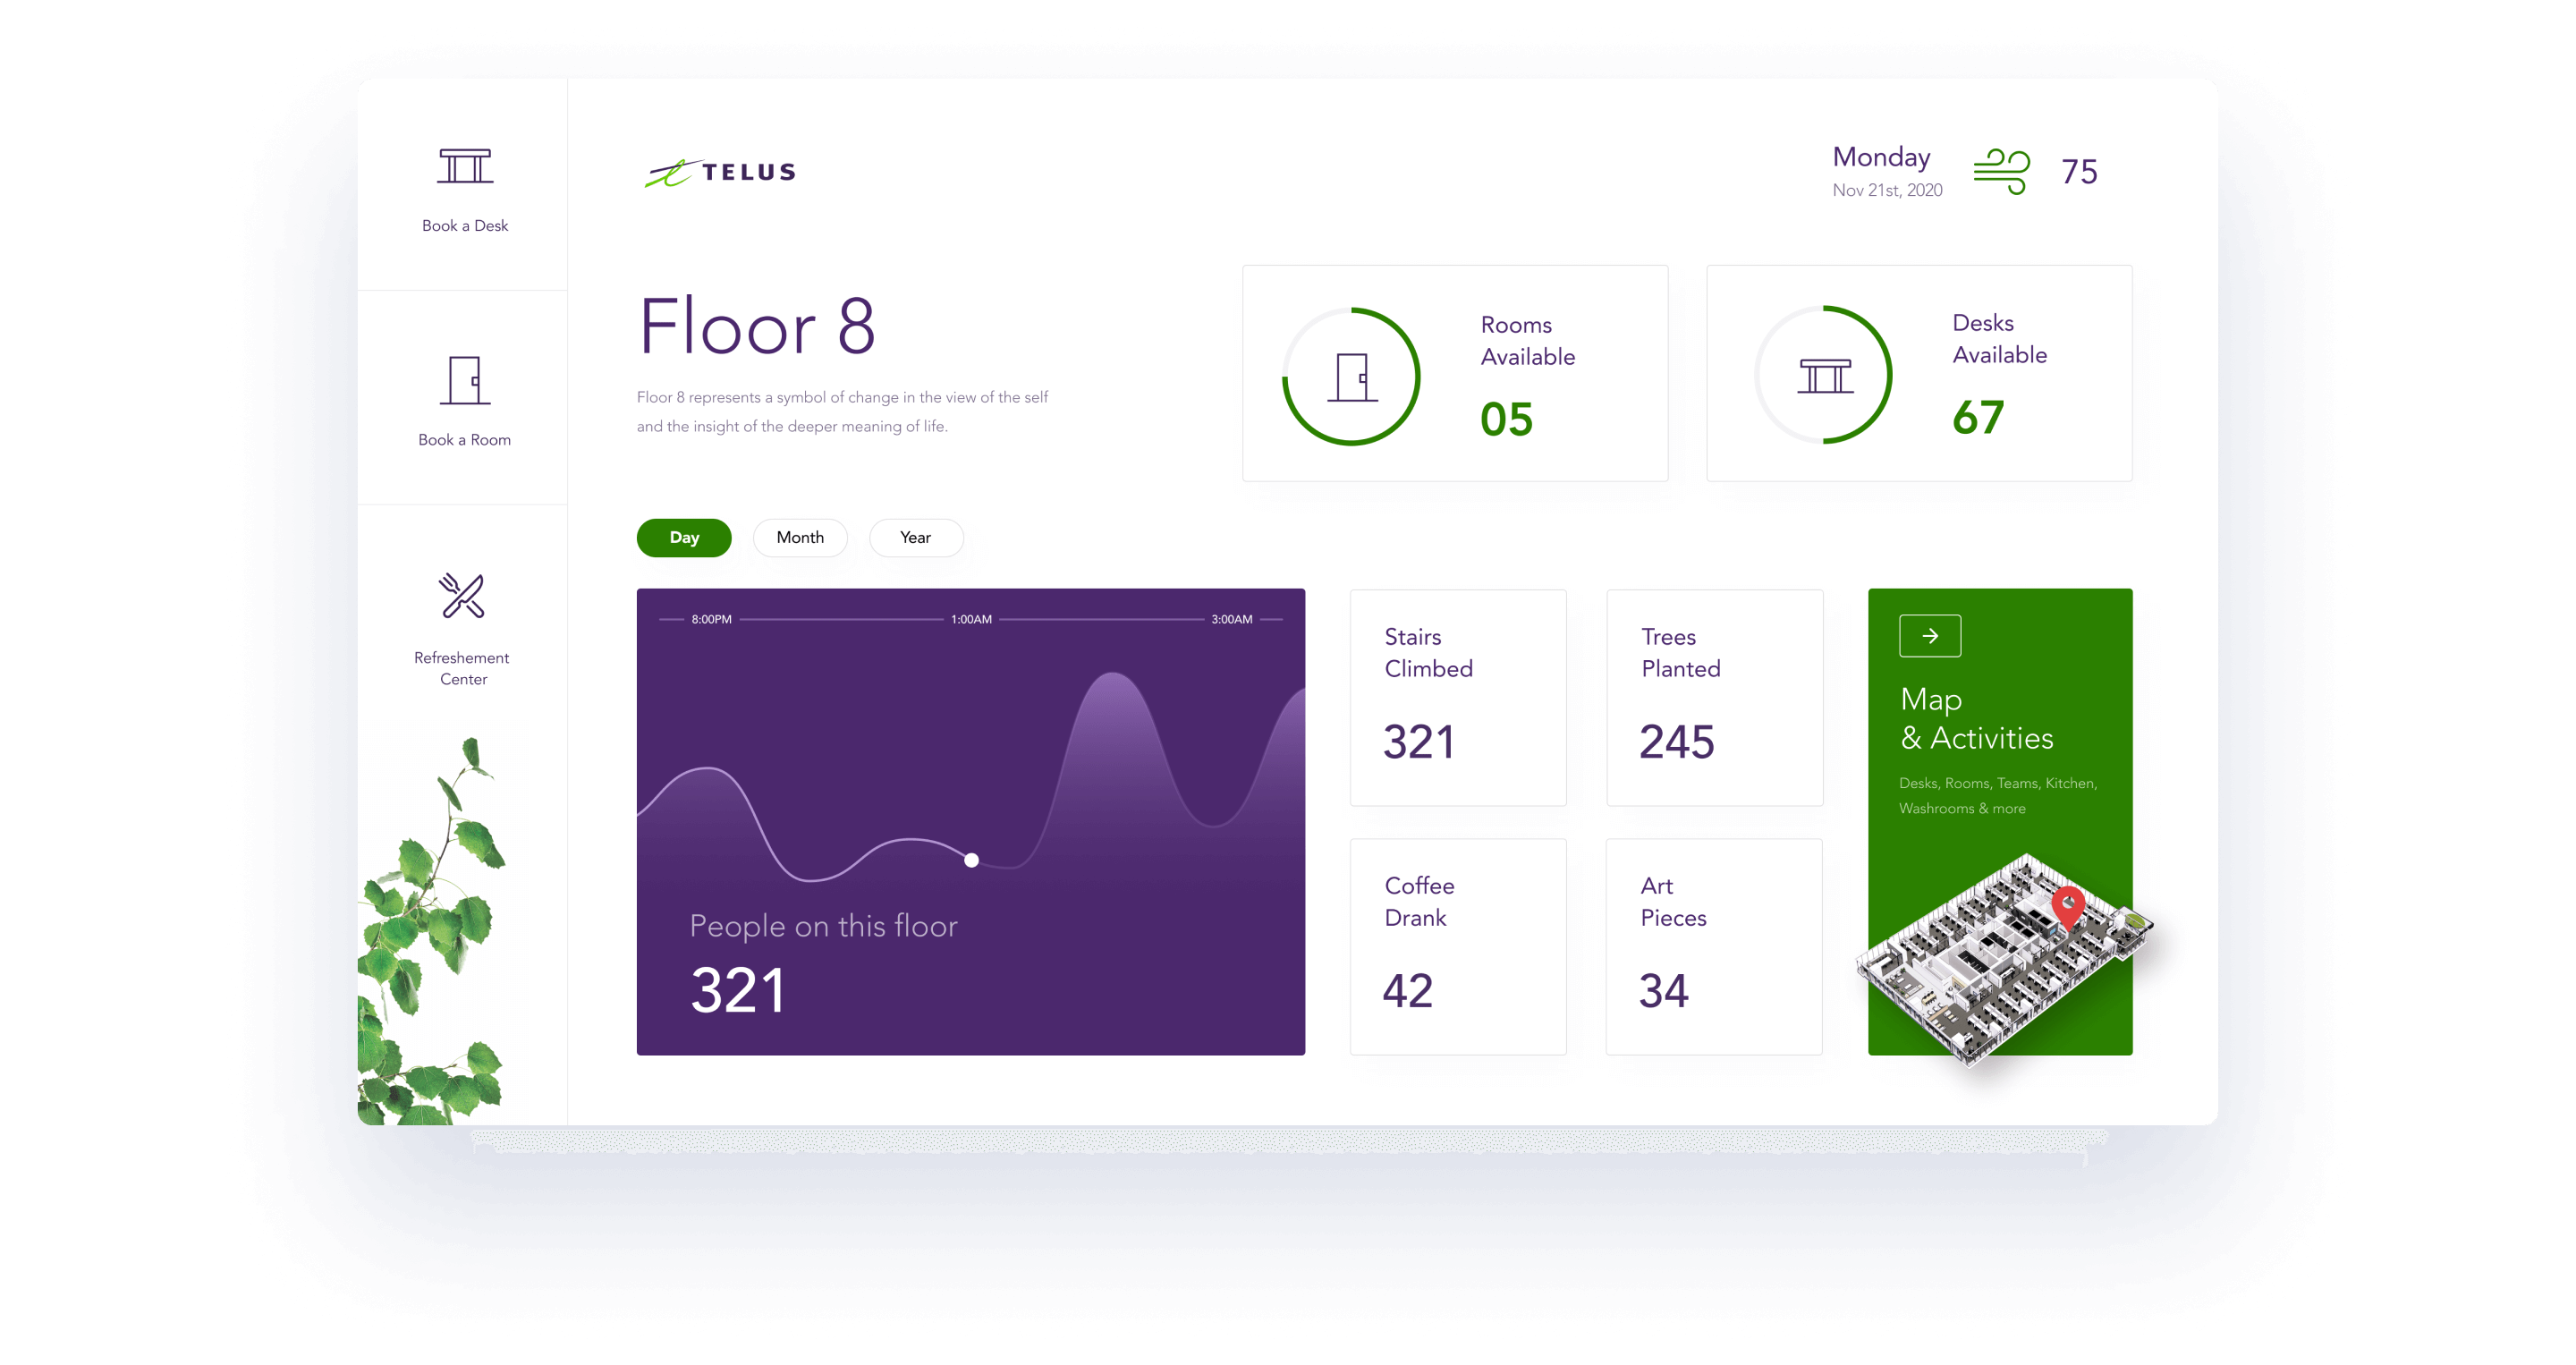 Book a Desk
Book a Room
Refreshement
Center
TELUS
Monday
Nov 21st, 2020
75
Floor 8
Floor 8 represents a symbol of change in the view of the self
and the insight of the deeper meaning of life.
Rooms
Available
05
Desks
Available
67
Day
Month
Year
8:00PM
1:00AM
3:00AM
People on this floor
321
Stairs
Climbed
321
Trees
Planted
245
Coffee
Drank
42
Art
Pieces
34
Map
& Activities
Desks, Rooms, Teams, Kitchen,
Washrooms & more